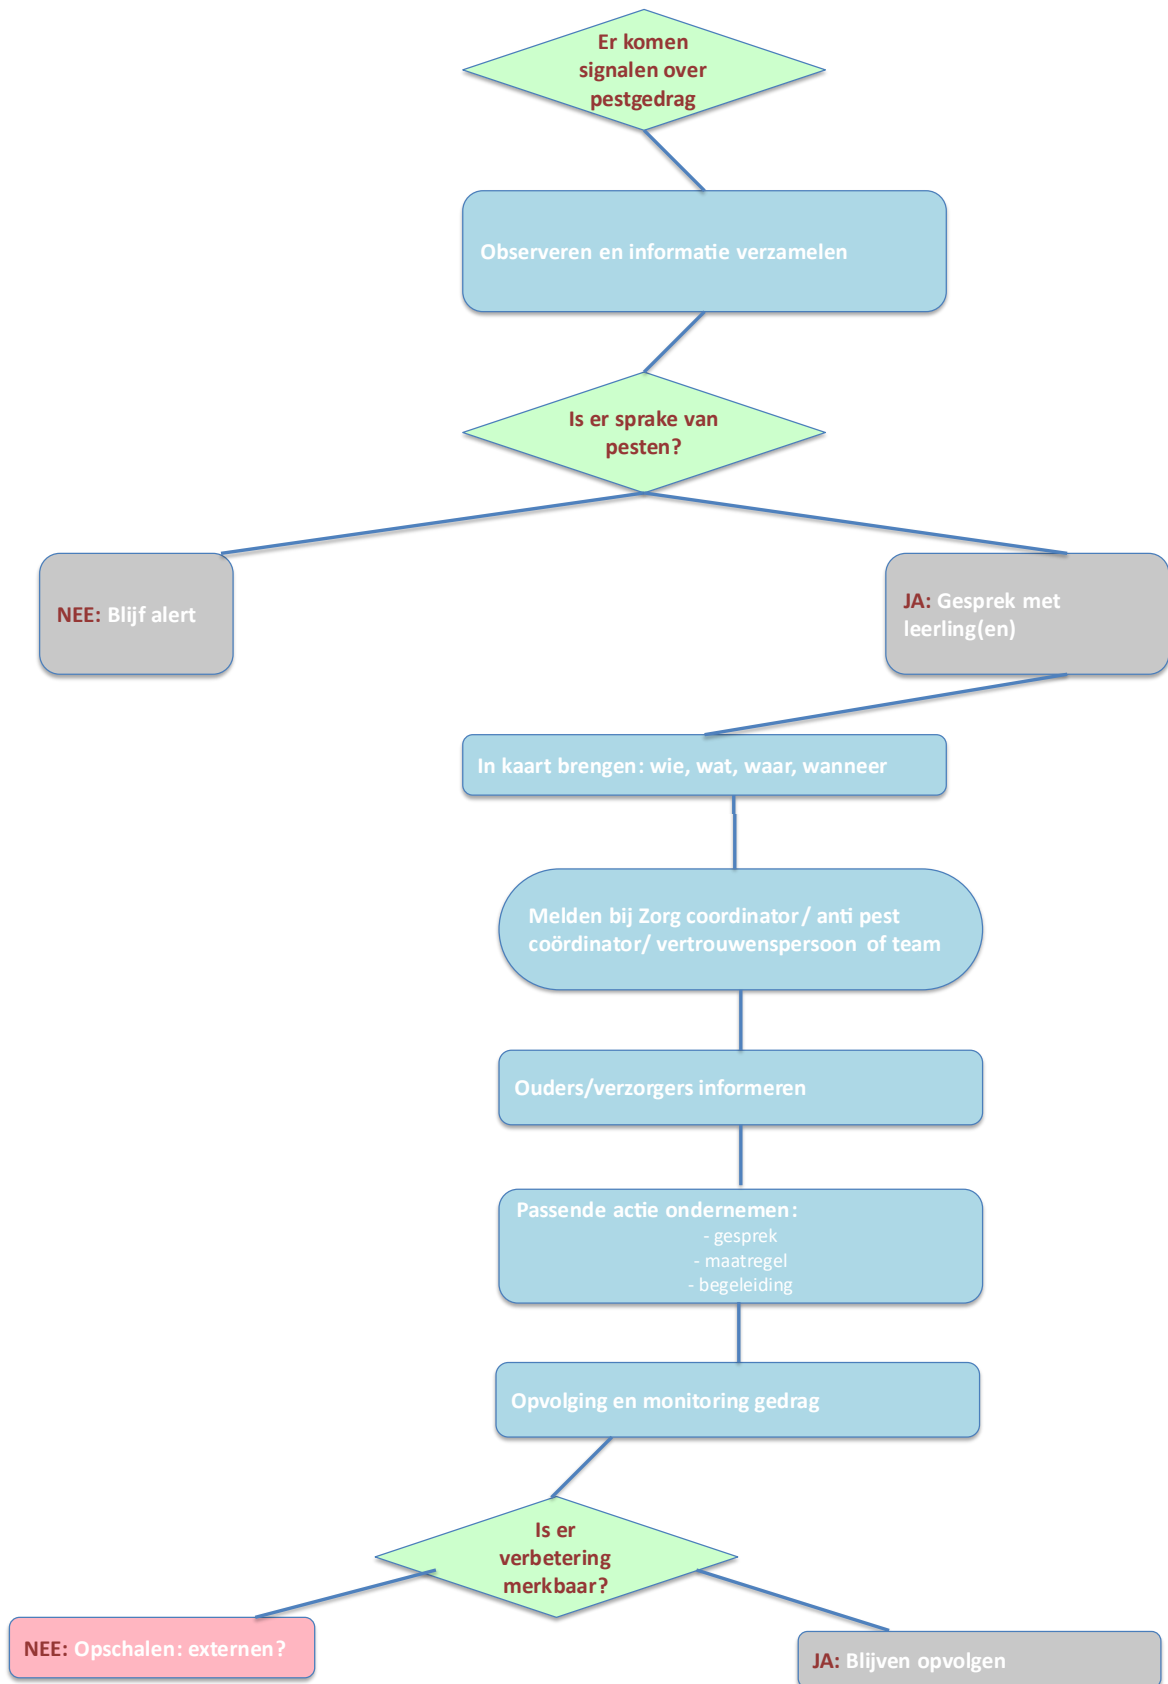 Er komen
signalen over
pestgedrag
Observeren en informatie verzamelen
Is er sprake van
pesten?
NEE: Blijf alert
JA: Gesprek met
leerling(en)
In kaart brengen: wie, wat, waar, wanneer
Melden bij Zorg coordinator / anti pest
coördinator/ vertrouwenspersoon of team
Ouders/verzorgers informeren
Passende actie ondernemen:
- gesprek
- maatregel
- begeleiding
Opvolging en monitoring gedrag
Is er
verbetering
merkbaar?
NEE: Opschalen: externen?
JA: Blijven opvolgen